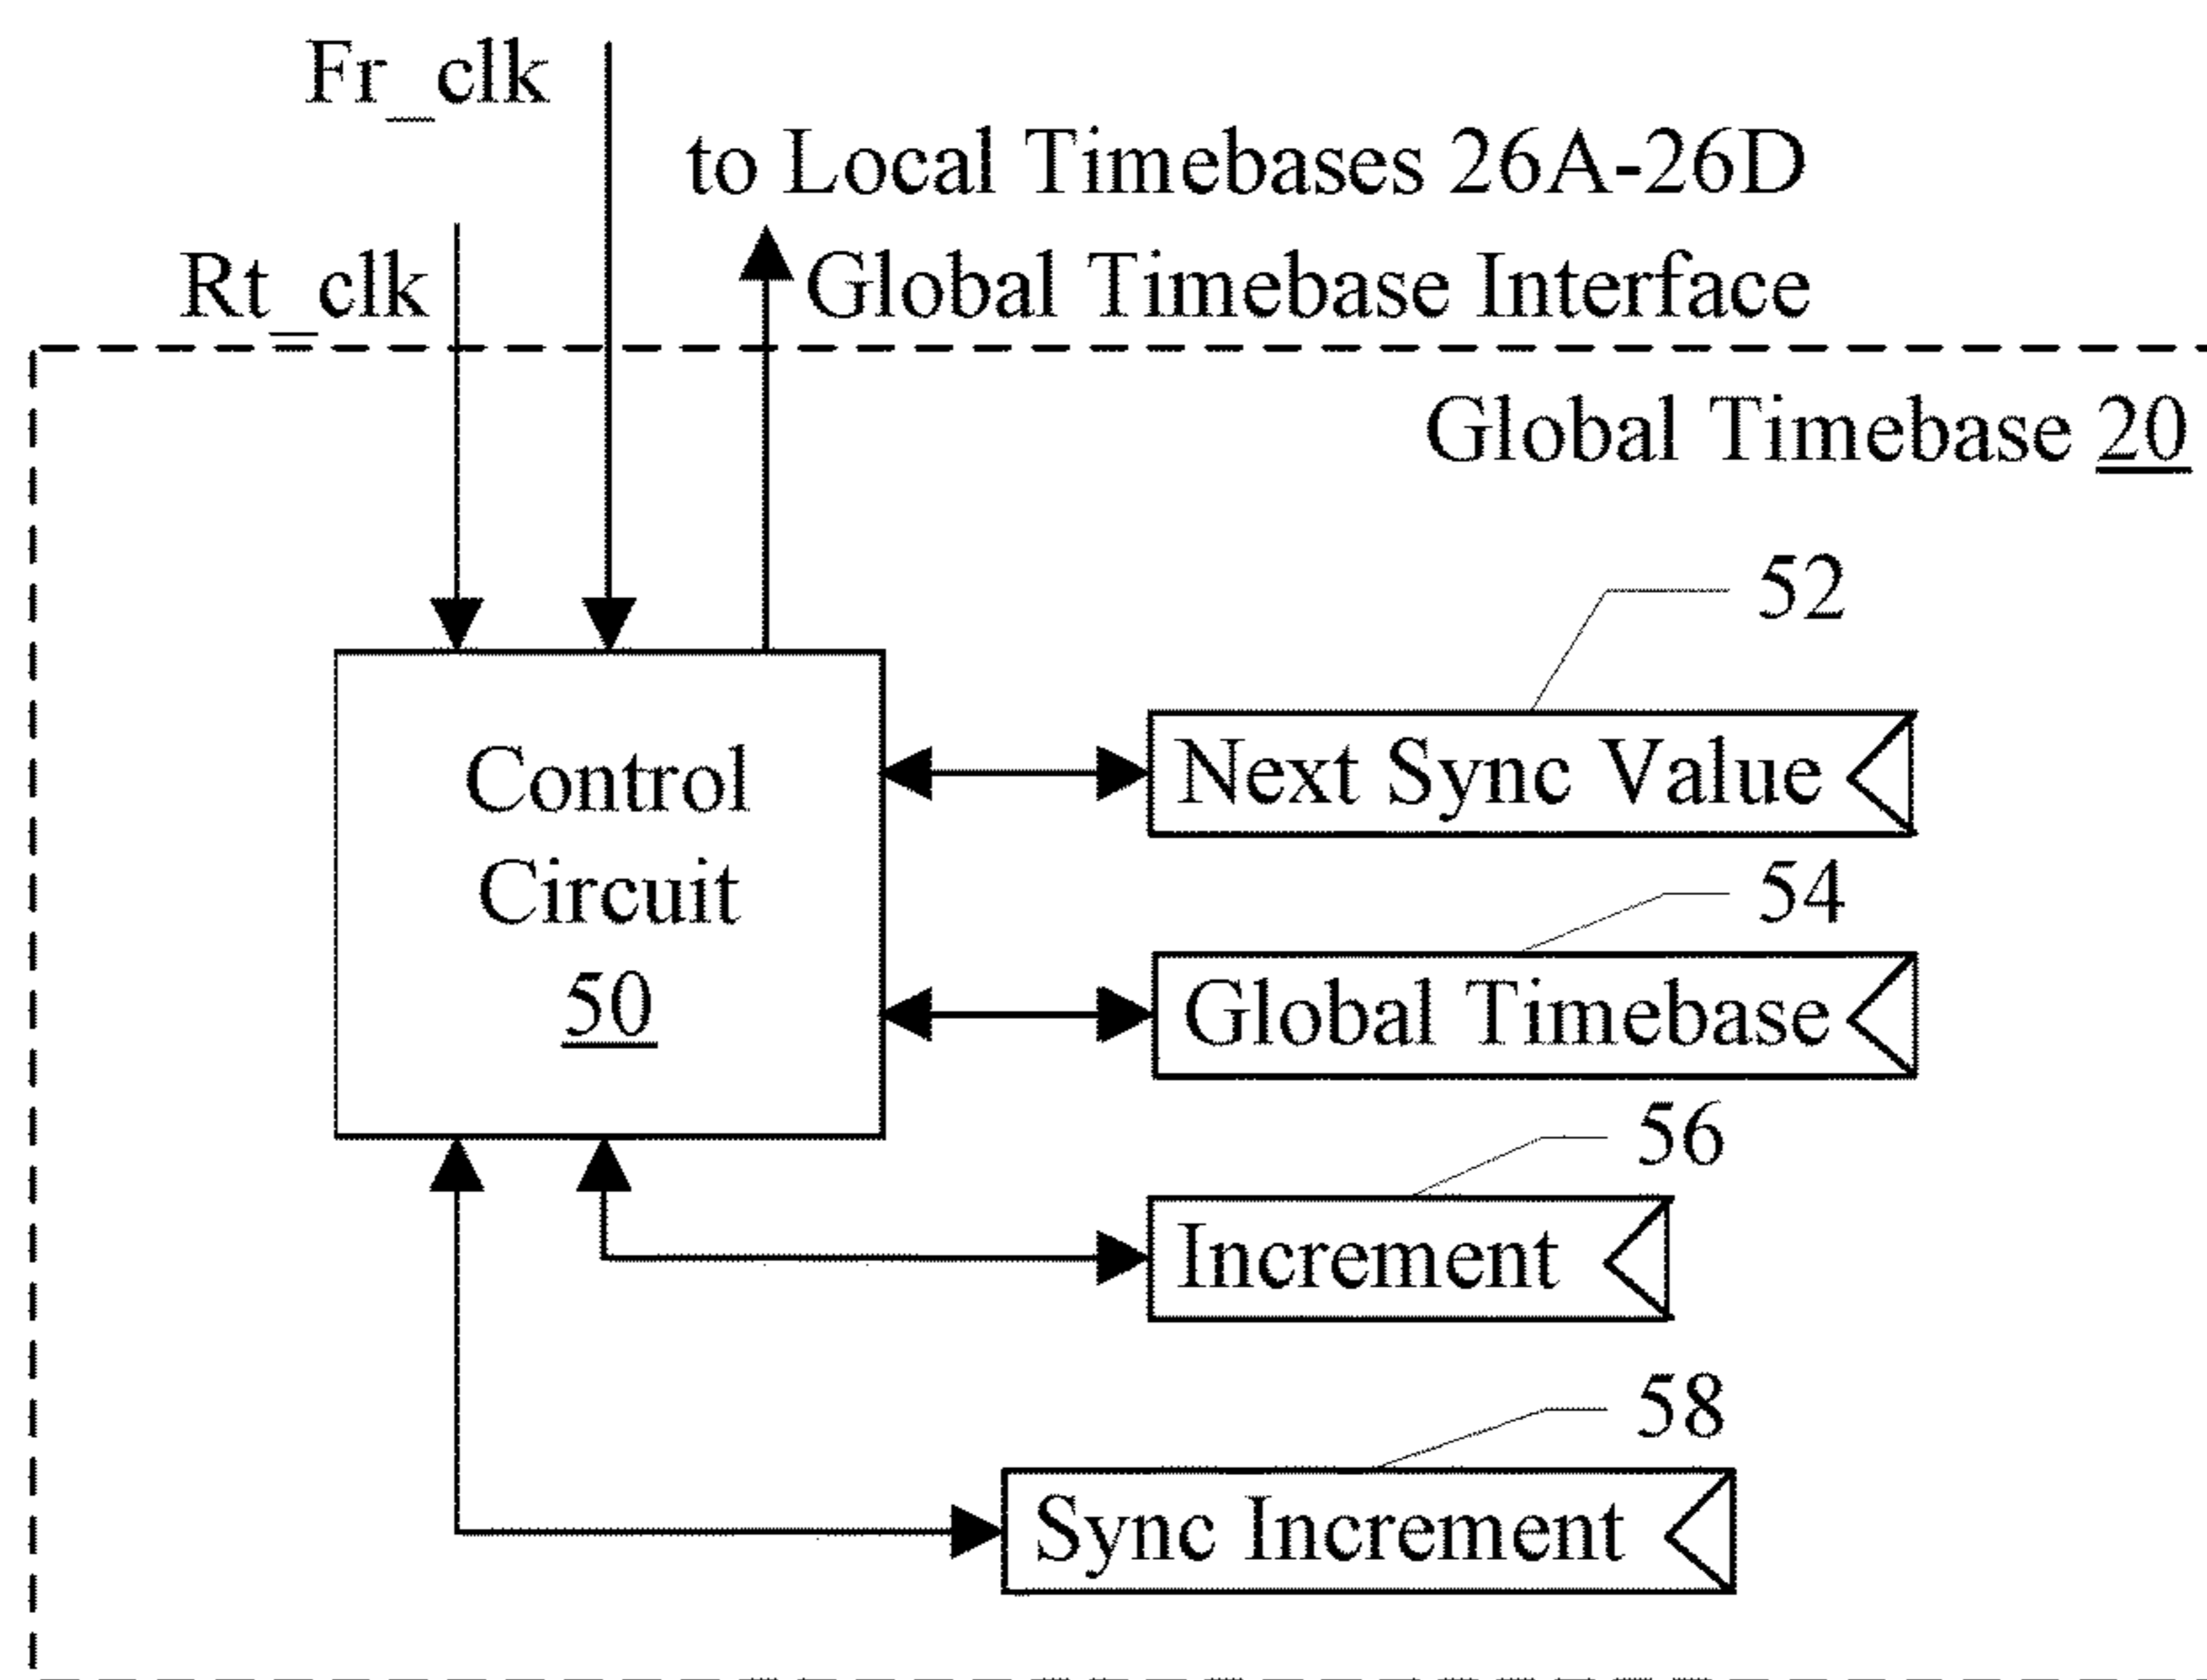 Fr_clk
to Local Timebases 26A-26D
Rt_clk
Global Timebase Interface
Global Timebase 20
52
Control
Circuit
50
Next Sync Value
54
Global Timebase
56
Increment
58
Sync Increment